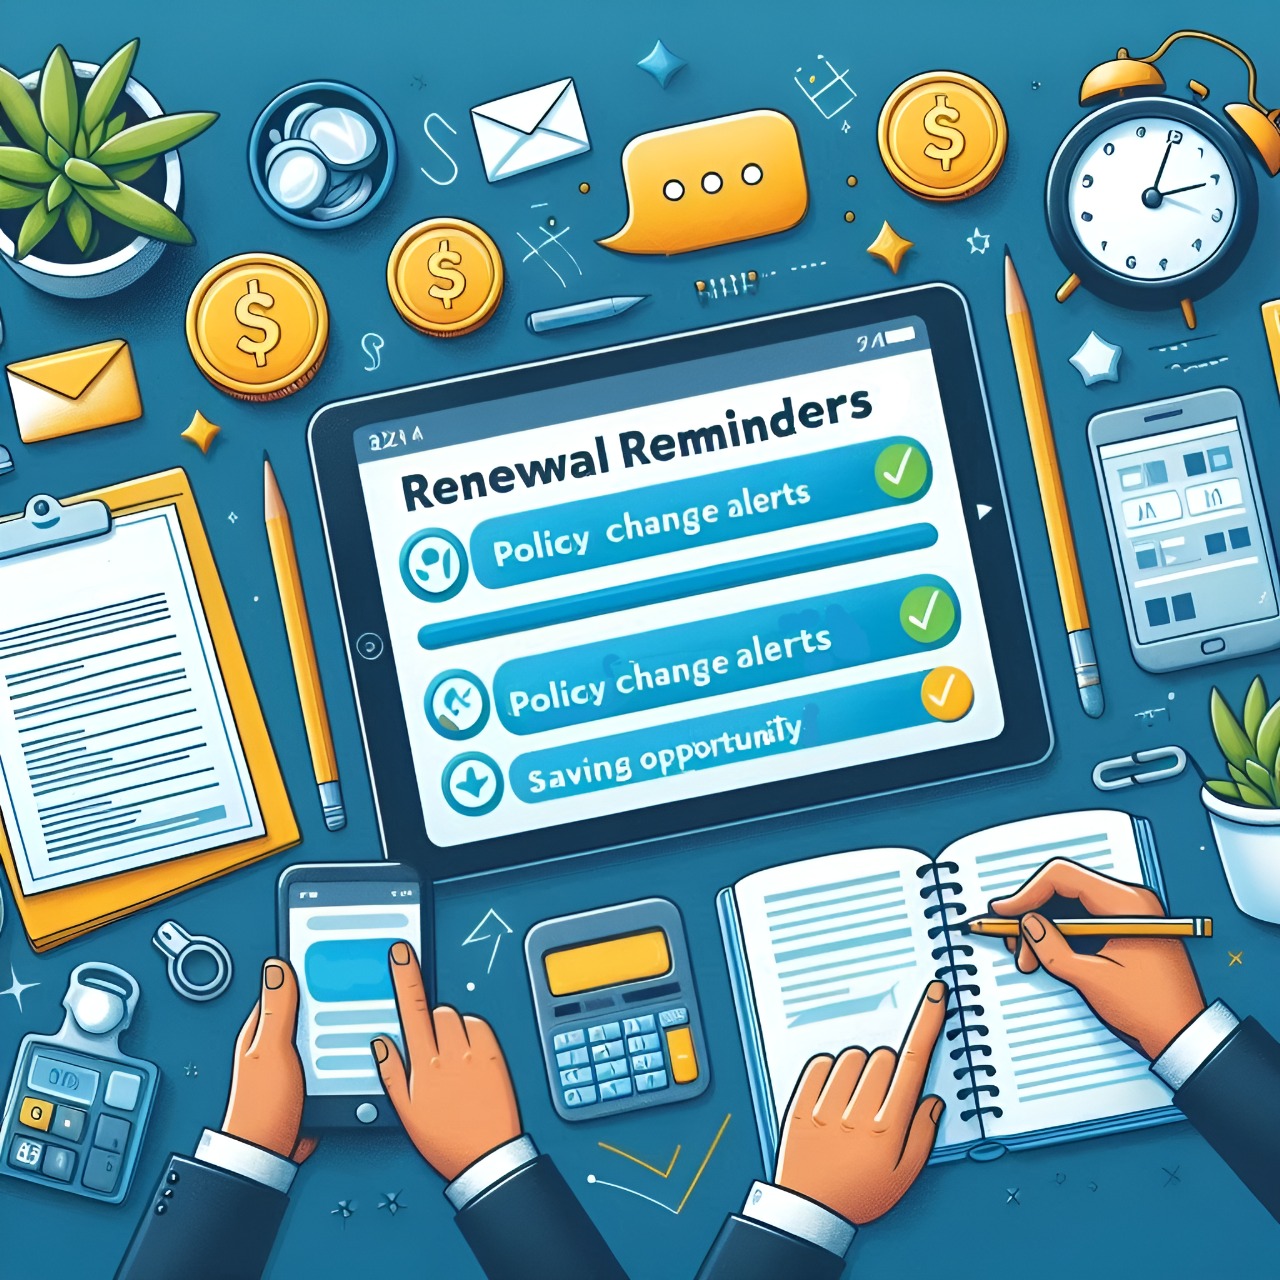 $
$
$
Renewal Reminders
Policy change alerts
Policy change alerts
Saving opportunity